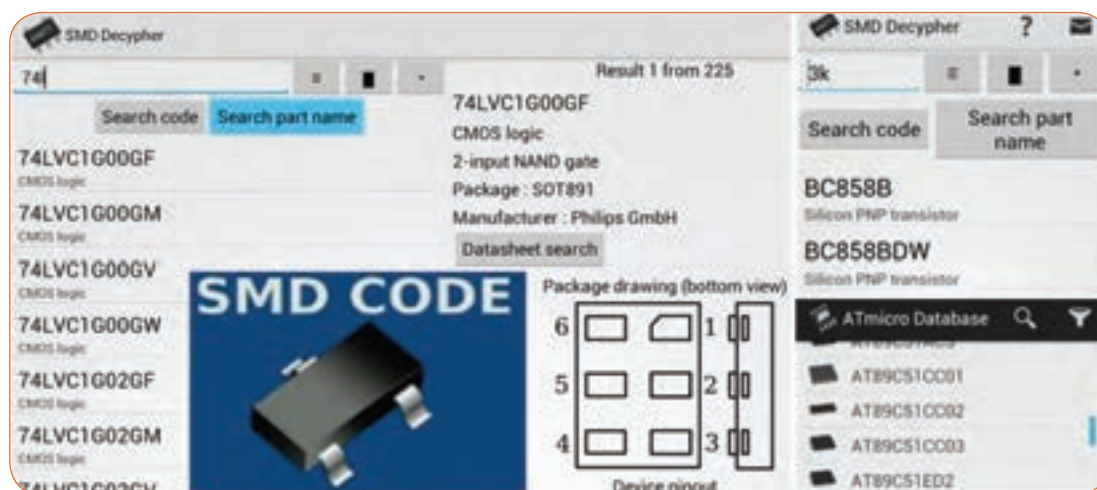 SMD Decypher
74l
Search code Search part name
74LVC1G00GF
CMOS logic
74LVC1G00GM
CMOS logic
74LVC1G00GV
CMOS logic
74LVC1G00GW
CMOS logic
74LVC1G02GF
CMOS logic
74LVC1G02GM
CMOS logic
74LVC1G02GV
Result 1 from 225
74LVC1G00GF
CMOS logic
2-input NAND gate
Package : SOT891
Manufacturer : Philips GmbH
Datasheet search
SMD CODE
Package drawing (bottom view)
6 1
5 2
4 3
Device pinout
SMD Decypher ?
3k
Search code Search part name
BC858B
Silicon PNP transistor
BC858BDW
Silicon PNP transistor
ATmicro Database
AT89C51CC01
AT89C51CC02
AT89C51CC03
AT89C51ED2